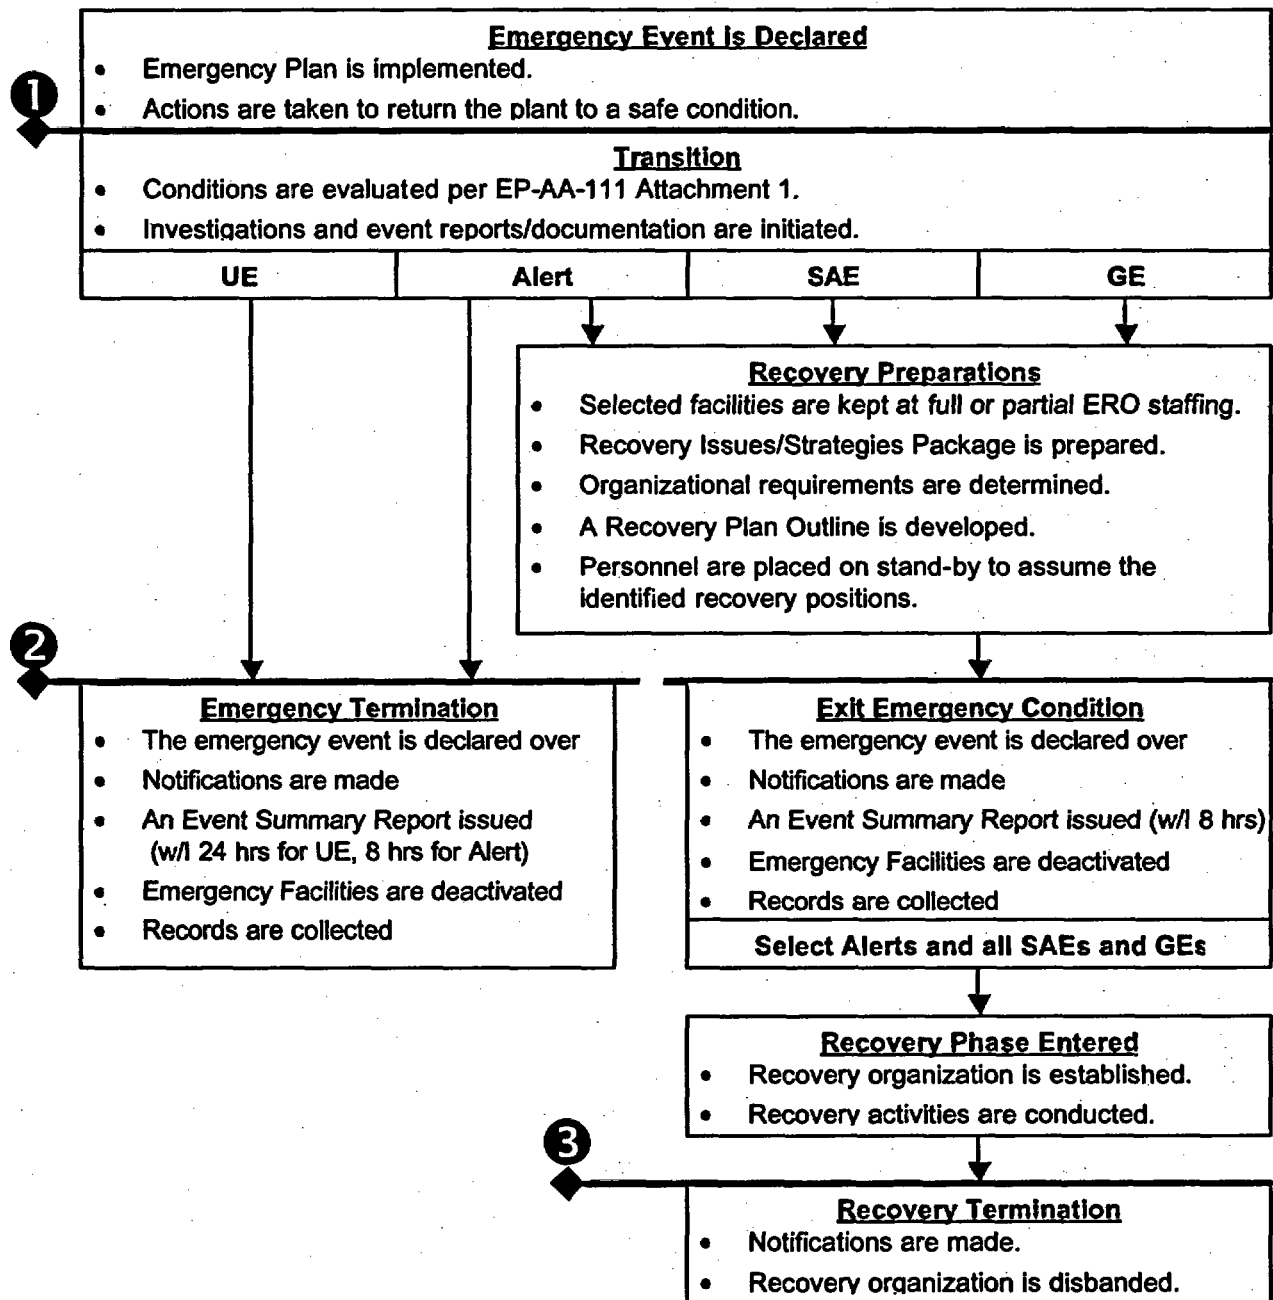 Emergency Event is Declared
• Emergency Plan is implemented.
1
• Actions are taken to return the plant to a safe condition.
Transition
• Conditions are evaluated per EP-AA-111 Attachment 1.
• Investigations and event reports/documentation are initiated.
UE Alert SAE GE
Recovery Preparations
• Selected facilities are kept at full or partial ERO staffing.
• Recovery Issues/Strategies Package is prepared.
• Organizational requirements are determined.
• A Recovery Plan Outline is developed.
• Personnel are placed on stand-by to assume the
identified recovery positions.
2
Emergency Termination
• The emergency event is declared over
• Notifications are made
• An Event Summary Report issued
(w/i 24 hrs for UE, 8 hrs for Alert)
• Emergency Facilities are deactivated
• Records are collected
Exit Emergency Condition
• The emergency event is declared over
• Notifications are made
• An Event Summary Report issued (w/i 8 hrs)
• Emergency Facilities are deactivated
• Records are collected
Select Alerts and all SAEs and GEs
Recovery Phase Entered
• Recovery organization is established.
• Recovery activities are conducted.
3
Recovery Termination
• Notifications are made.
• Recovery organization is disbanded.